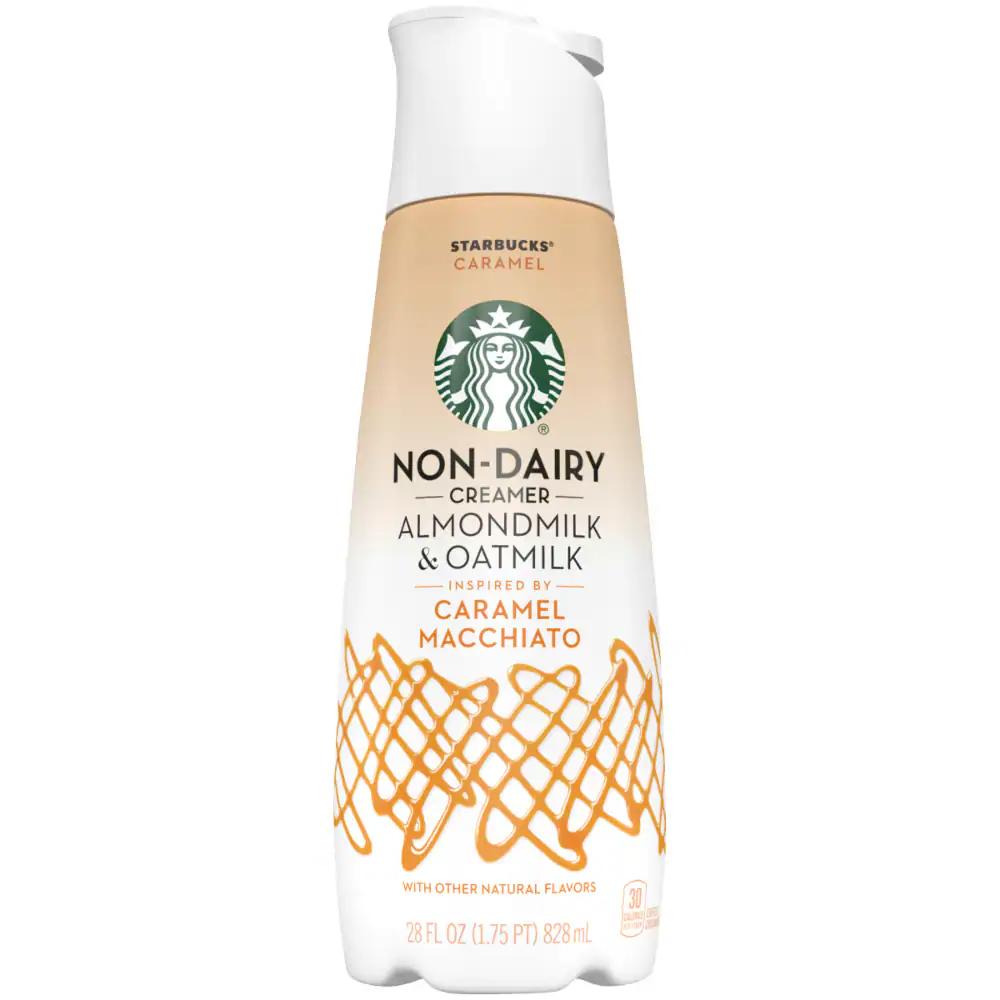 STARBUCKS®
CARAMEL
®
NON-DAIRY
CREAMER
ALMONDMILK
& OATMILK
INSPIRED BY
CARAMEL
MACCHIATO
WITH OTHER NATURAL FLAVORS
30
CALORIES
28 FL OZ (1.75 PT) 828 mL